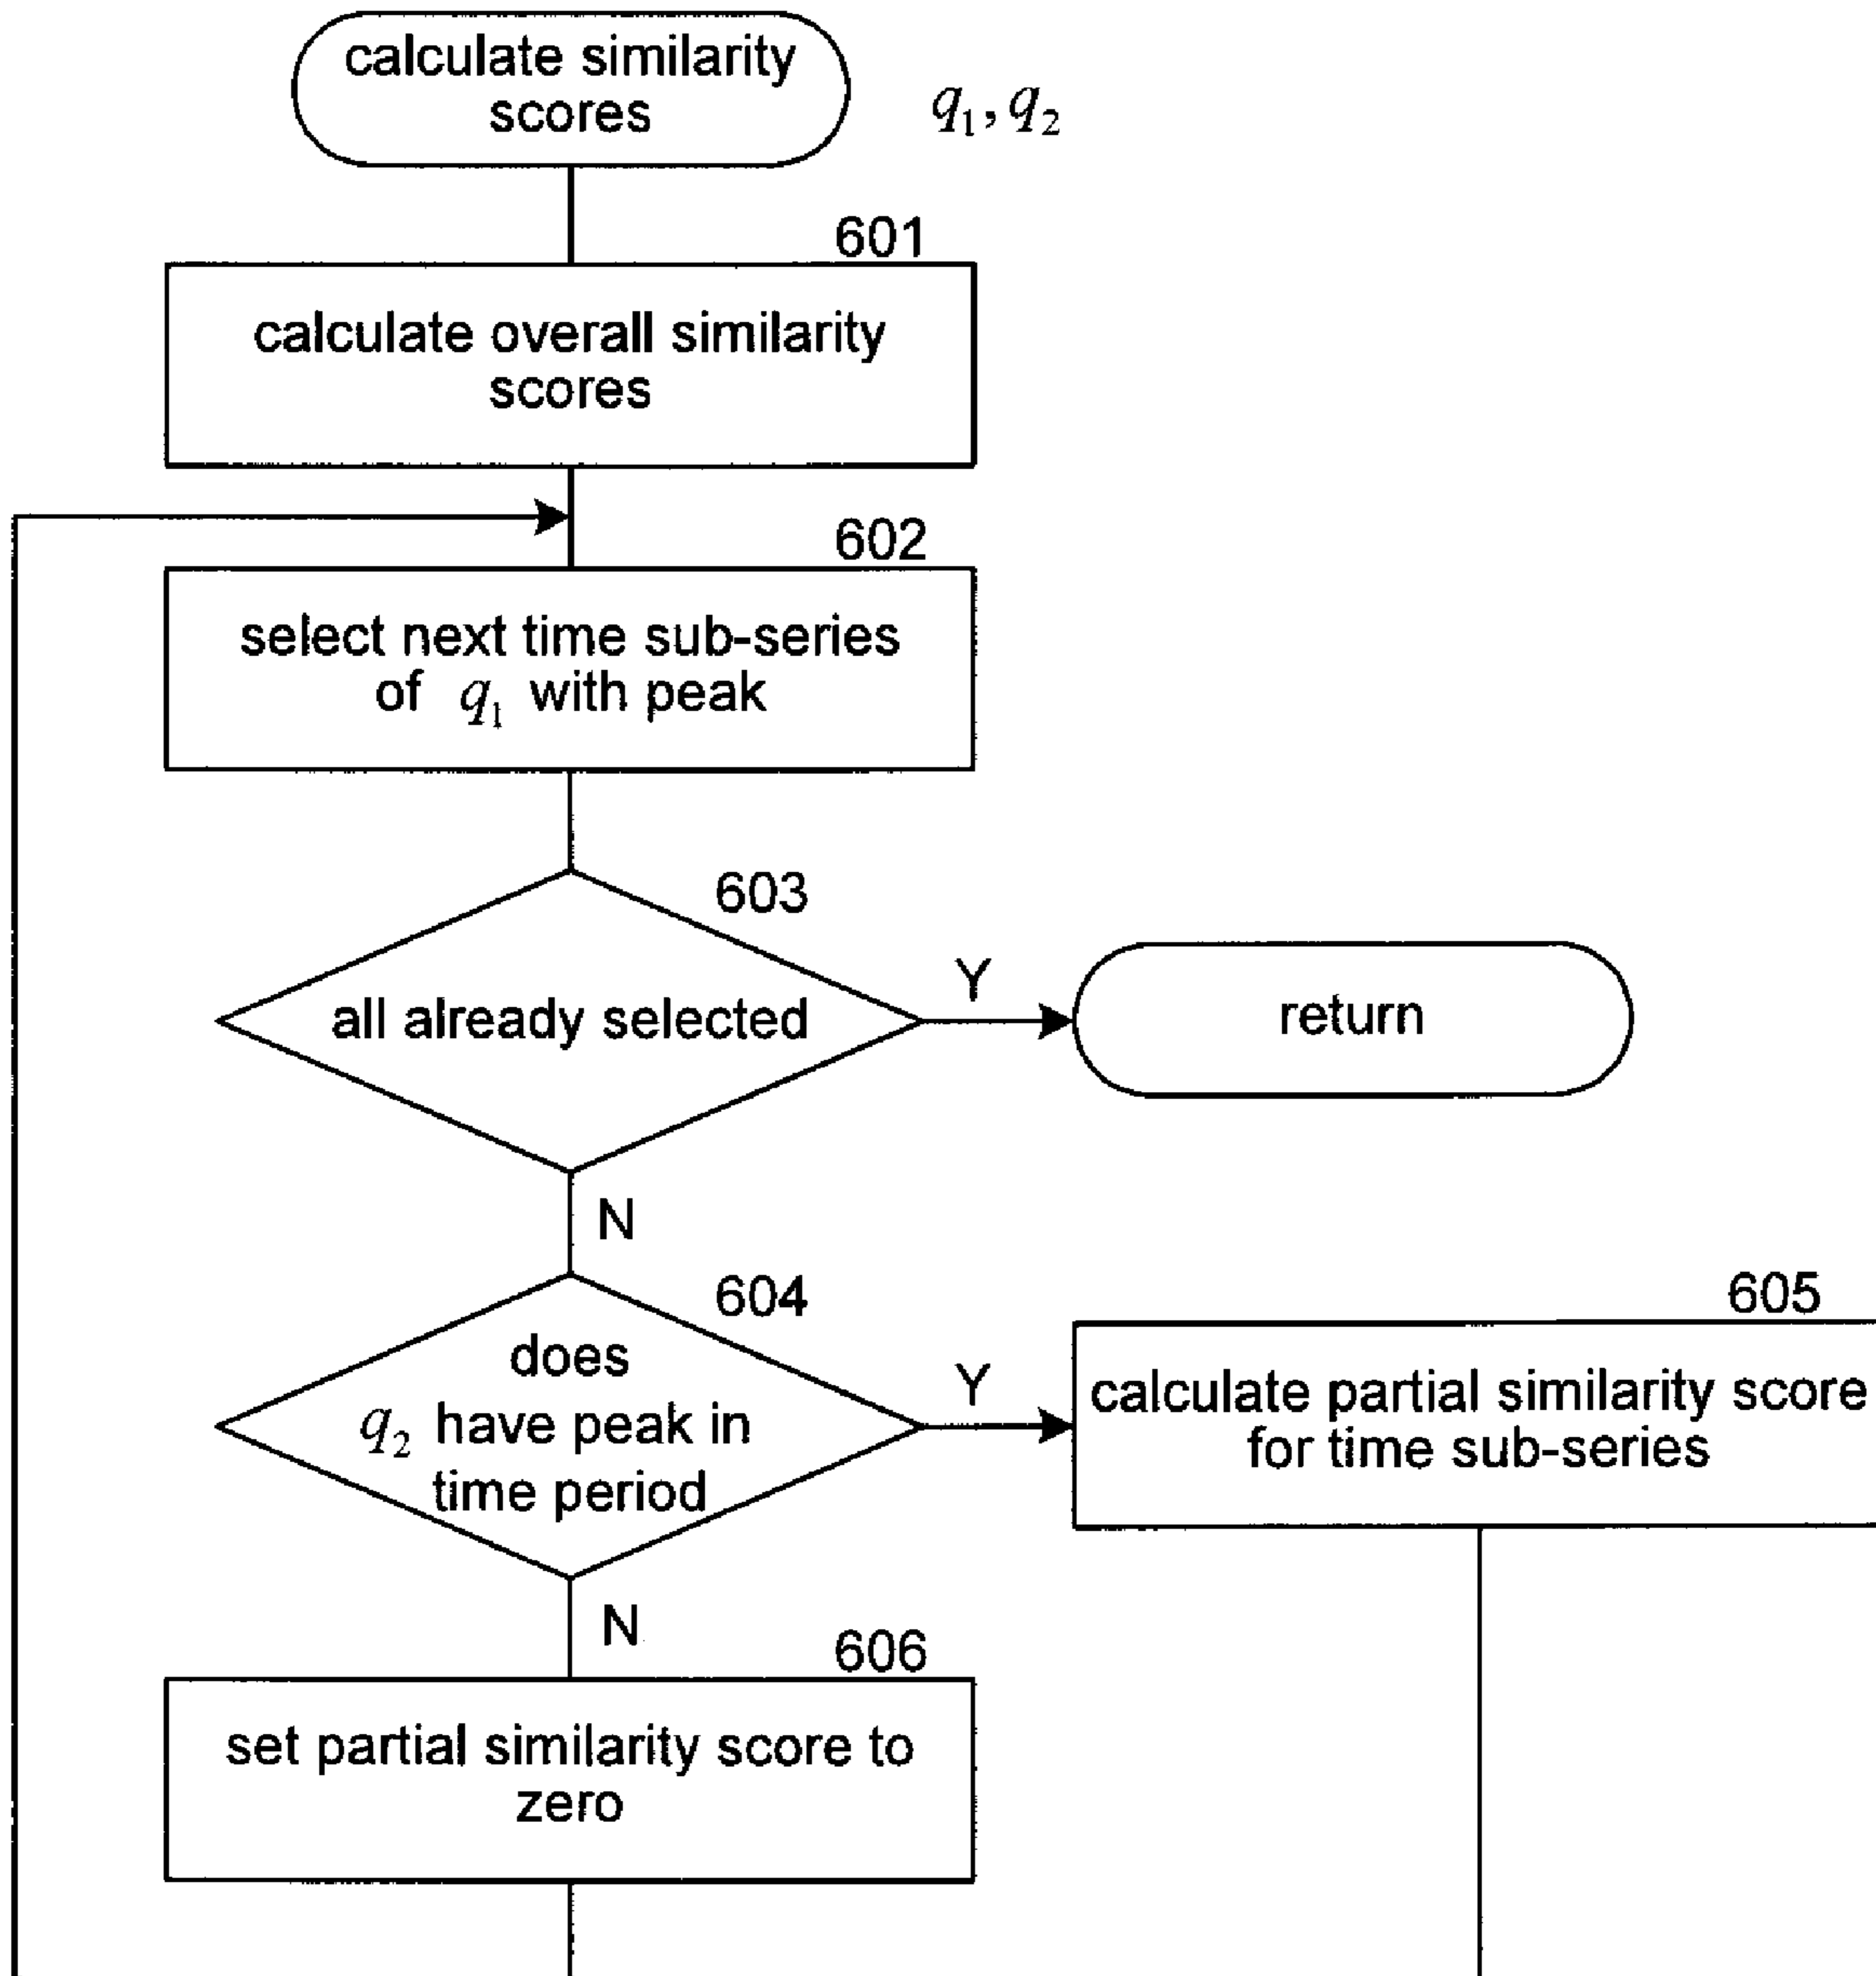 calculate similarity
scores
q₁, q₂
601
calculate overall similarity
scores
602
select next time sub-series
of q₁ with peak
603
all already selected
Y
return
N
604
does
q₂ have peak in
time period
Y
605
calculate partial similarity score
for time sub-series
N
606
set partial similarity score to
zero